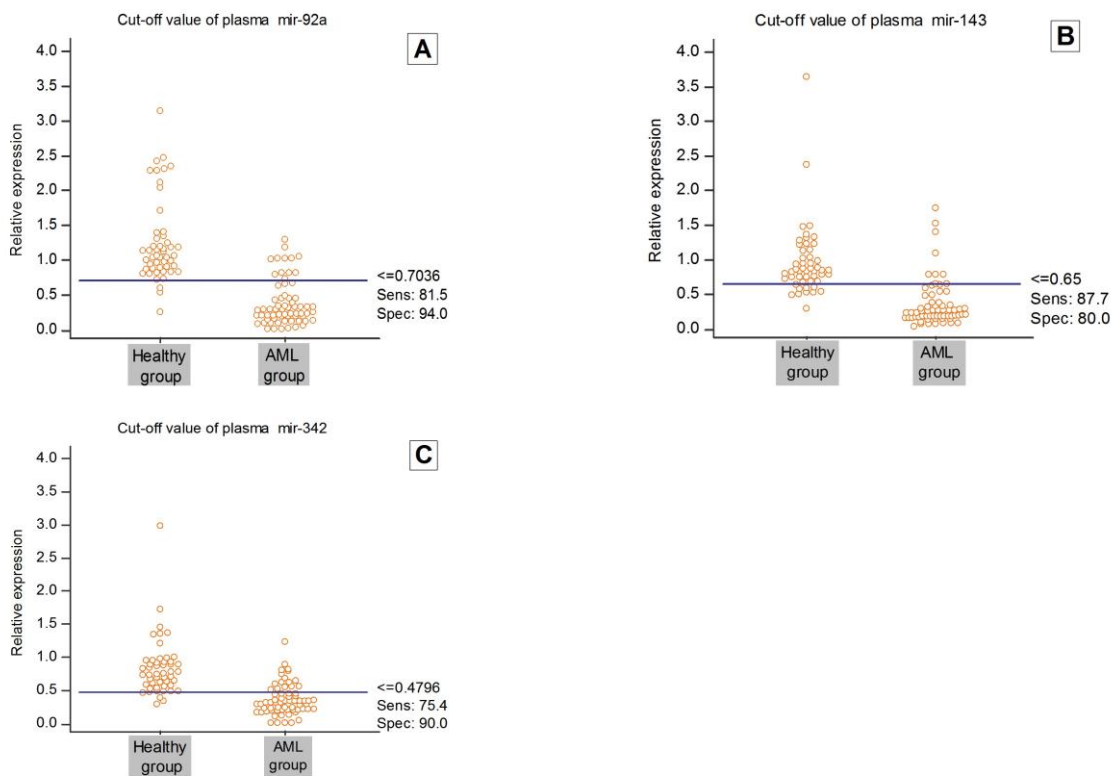 Cut-off value of plasma mir-92a
A
4.0
3.5
3.0
2.5
2.0
1.5
1.0
0.5
0.0
Relative expression
<=0.7036
Sens: 81.5
Spec: 94.0
Healthy
group
AML
group
Cut-off value of plasma mir-143
B
4.0
3.5
3.0
2.5
2.0
1.5
1.0
0.5
0.0
Relative expression
<=0.65
Sens: 87.7
Spec: 80.0
Healthy
group
AML
group
Cut-off value of plasma mir-342
C
4.0
3.5
3.0
2.5
2.0
1.5
1.0
0.5
0.0
Relative expression
<=0.4796
Sens: 75.4
Spec: 90.0
Healthy
group
AML
group